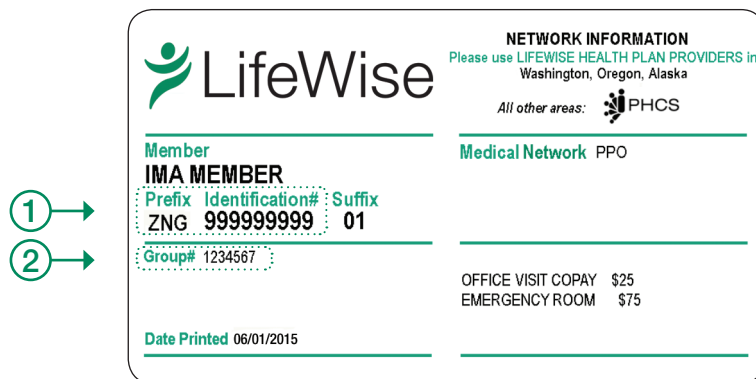 LifeWise
NETWORK INFORMATION
Please use LIFEWISE HEALTH PLAN PROVIDERS in
Washington, Oregon, Alaska
All other areas: PHCS
Member
IMA MEMBER
Prefix Identification# Suffix
ZNG 999999999 01
Medical Network PPO
1
2
Group# 1234567
OFFICE VISIT COPAY $25
EMERGENCY ROOM $75
Date Printed 06/01/2015